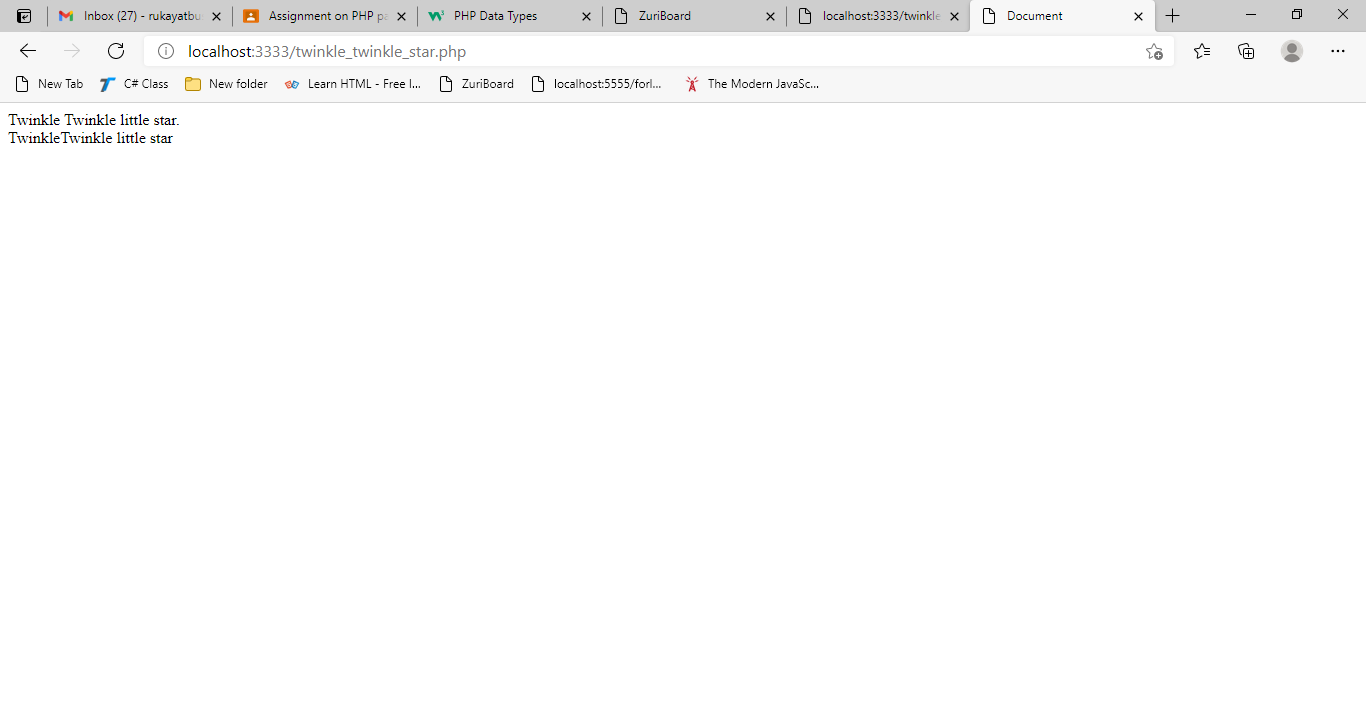 Inbox (27) - rukayatbu
Assignment on PHP pa
PHP Data Types
ZuriBoard
localhost:3333/twinkle
Document
localhost:3333/twinkle_twinkle_star.php
New Tab
C# Class
New folder
Learn HTML - Free I...
ZuriBoard
localhost:5555/forl...
The Modern JavaSc...
Twinkle Twinkle little star.
TwinkleTwinkle little star